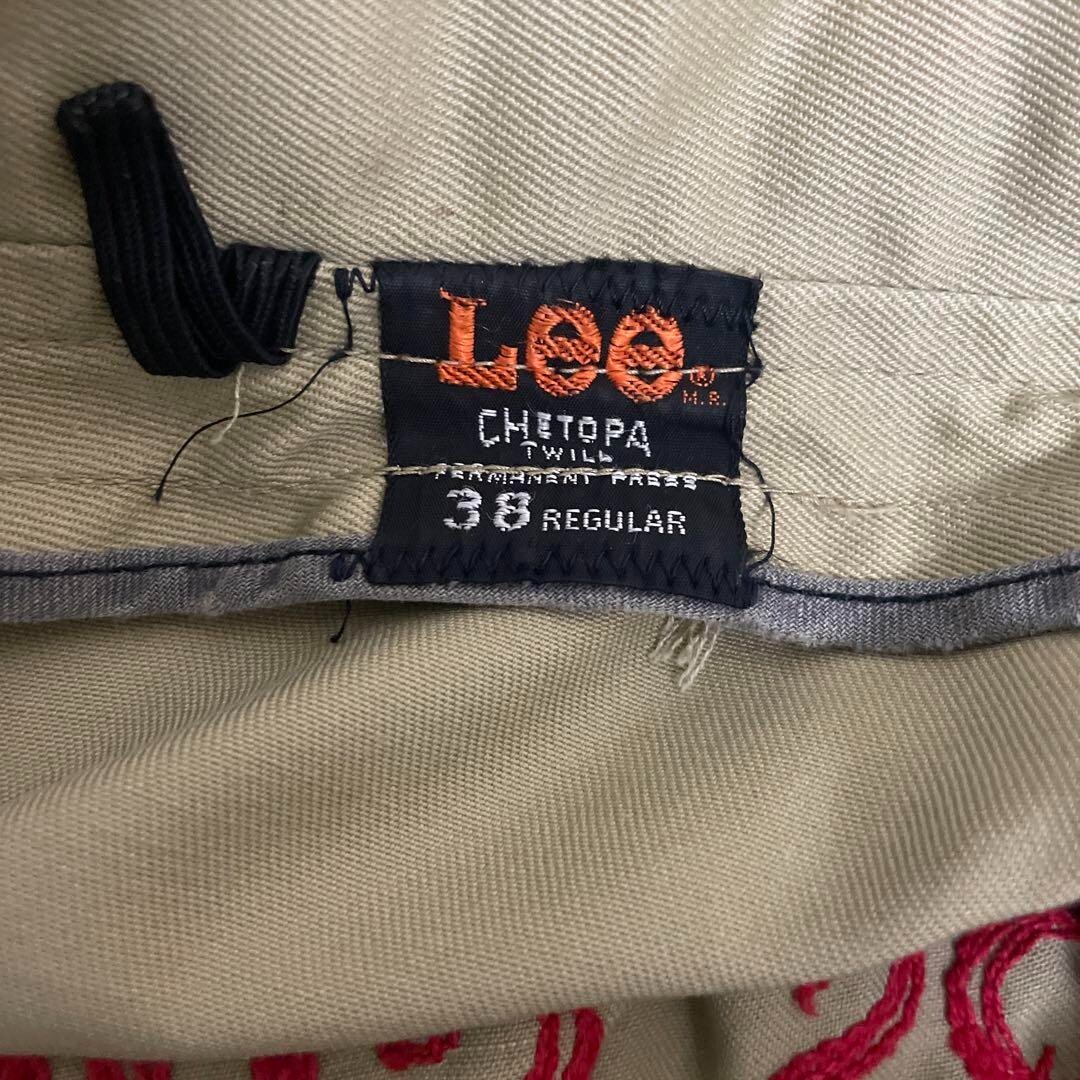 Lee®
M.R.
CHETOPA
TWILL
PERMANENT PRESS
38 REGULAR